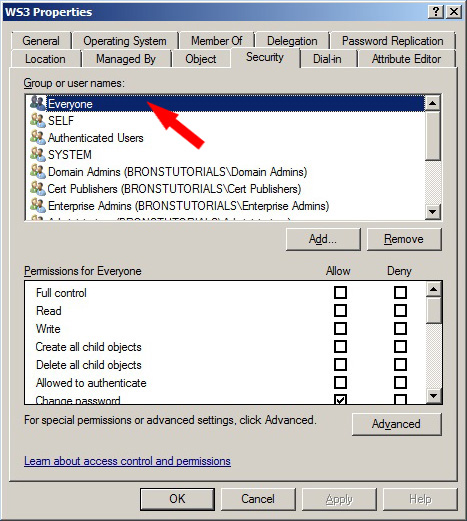 WS3 Properties
General Operating System Member Of Delegation Password Replication
Location Managed By Object Security Dial-in Attribute Editor
Group or user names:
Everyone
SELF
Authenticated Users
SYSTEM
Domain Admins (BRONSTUTORIALS\Domain Admins)
Cert Publishers (BRONSTUTORIALS\Cert Publishers)
Enterprise Admins (BRONSTUTORIALS\Enterprise Admins)
Add... Remove
Permissions for Everyone Allow Deny
Full control
Read
Write
Create all child objects
Delete all child objects
Allowed to authenticate
Change password
For special permissions or advanced settings, click Advanced. Advanced
Learn about access control and permissions
OK Cancel Apply Help